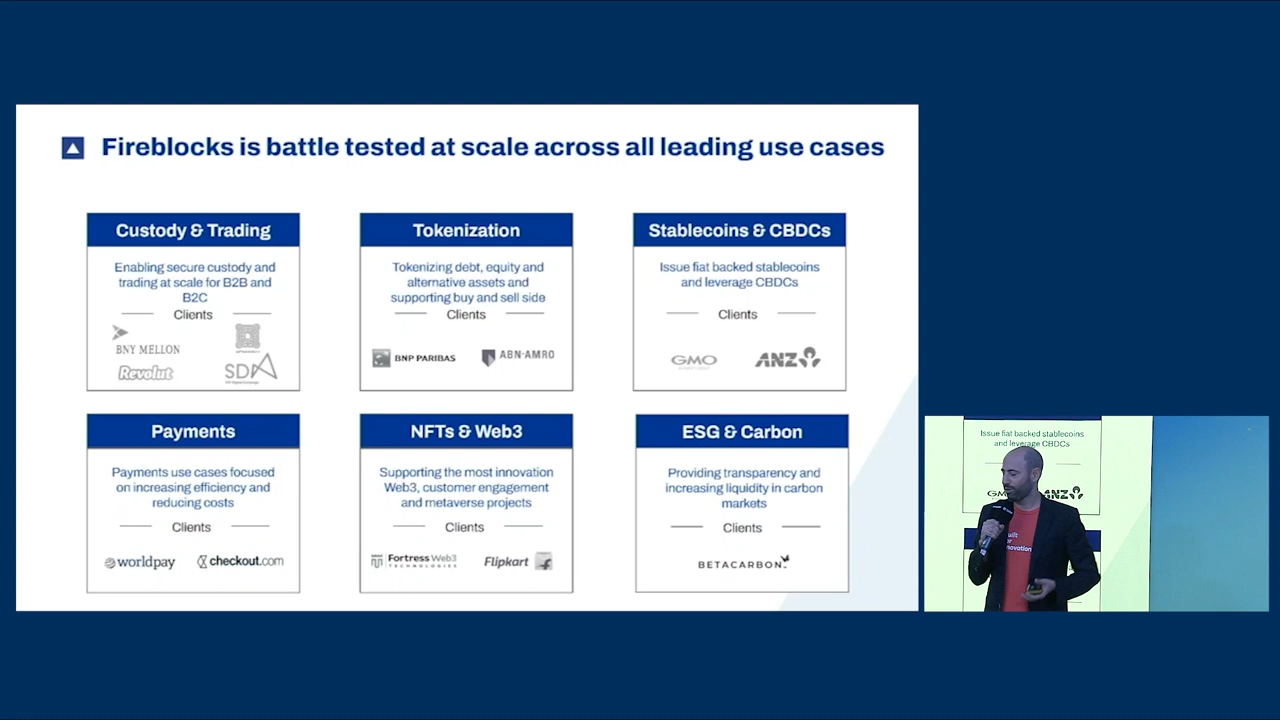 Fireblocks is battle tested at scale across all leading use cases
Custody & Trading
Enabling secure custody and
trading at scale for B2B and
B2C
Clients
BNY MELLON
Revolut
SDA
Tokenization
Tokenizing debt, equity and
alternative assets and
supporting buy and sell side
Clients
BNP PARIBAS
ABN·AMRO
Stablecoins & CBDCs
Issue fiat backed stablecoins
and leverage CBDCs
Clients
GMO
ANZ
Payments
Payments use cases focused
on increasing efficiency and
reducing costs
Clients
worldpay
checkout.com
NFTs & Web3
Supporting the most innovation
Web3, customer engagement
and metaverse projects
Clients
Fortress Web3
TECHNOLOGIES
Flipkart
ESG & Carbon
Providing transparency and
increasing liquidity in carbon
markets
Clients
BETACARBON
Issue fiat backed stablecoins
and leverage CBDCs
ANZ